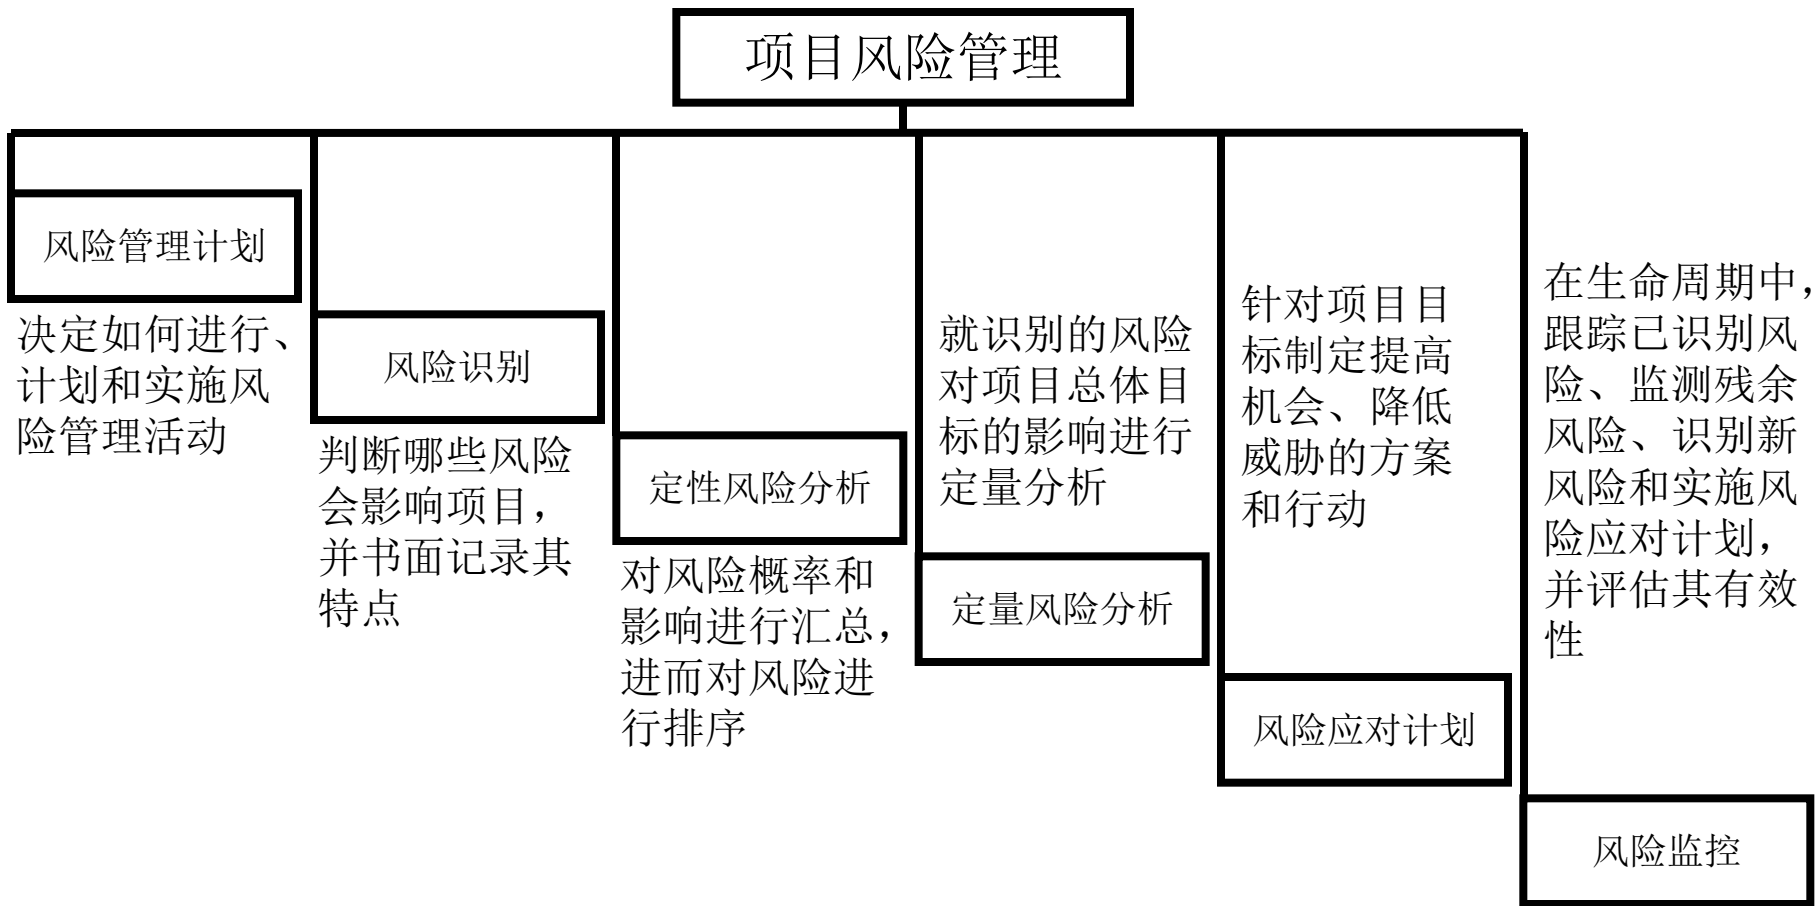 项目风险管理
风险管理计划
决定如何进行、
计划和实施风
险管理活动
风险识别
判断哪些风险
会影响项目，
并书面记录其
特点
定性风险分析
对风险概率和
影响进行汇总，
进而对风险进
行排序
就识别的风险
对项目总体目
标的影响进行
定量分析
定量风险分析
针对项目目
标制定提高
机会、降低
威胁的方案
和行动
风险应对计划
在生命周期中，
跟踪已识别风
险、监测残余
风险、识别新
风险和实施风
险应对计划，
并评估其有效
性
风险监控